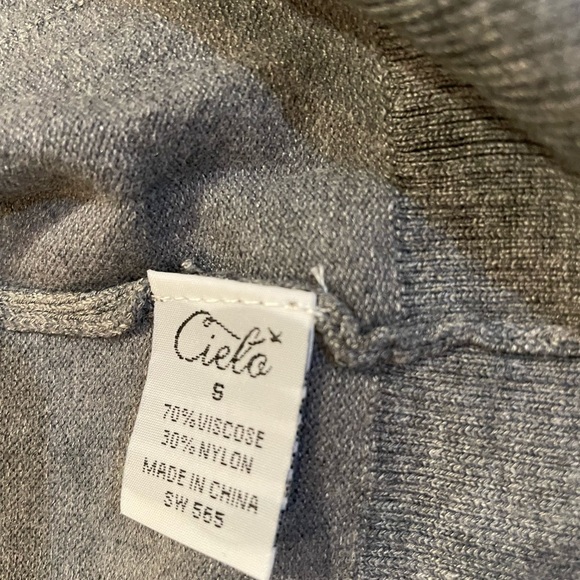 Cielo
S
70% VISCOSE
30% NYLON
MADE IN CHINA
SW 565